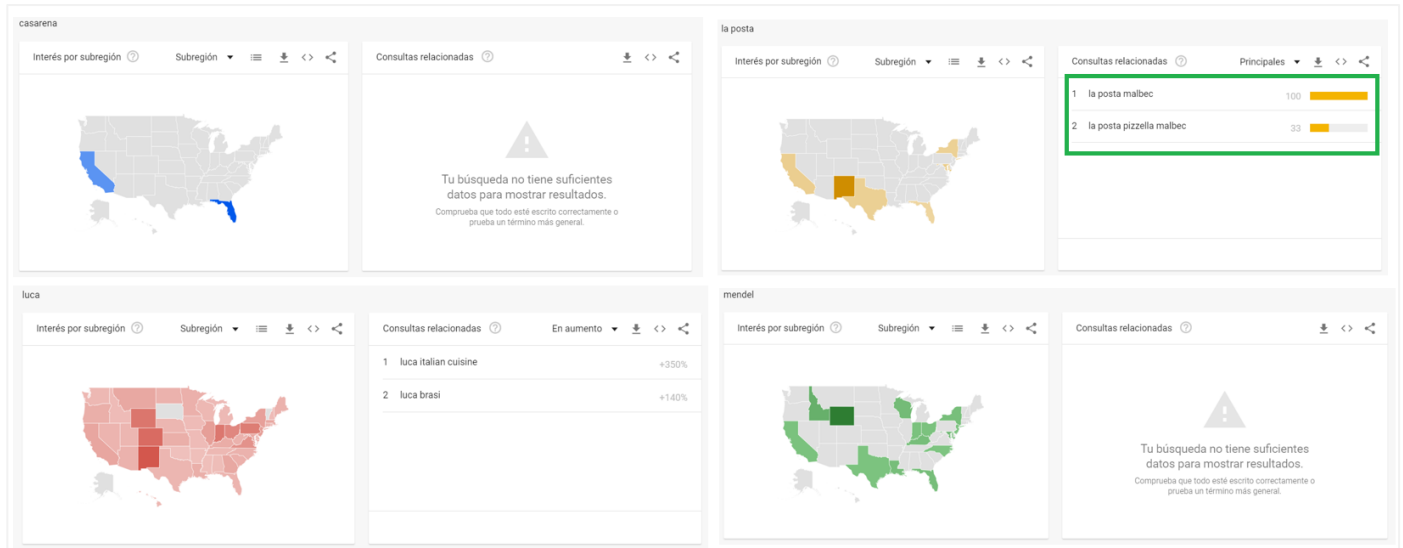 casarena
Interés por subregión
Subregión
Consultas relacionadas
Tu búsqueda no tiene suficientes
datos para mostrar resultados.
Comprueba que todo esté escrito correctamente o
prueba un término más general.
la posta
Interés por subregión
Subregión
Consultas relacionadas
Principales
1 la posta malbec 100
2 la posta pizzella malbec 33
luca
Interés por subregión
Subregión
Consultas relacionadas
En aumento
1 luca italian cuisine +350%
2 luca brasi +140%
mendel
Interés por subregión
Subregión
Consultas relacionadas
Tu búsqueda no tiene suficientes
datos para mostrar resultados.
Comprueba que todo esté escrito correctamente o
prueba un término más general.